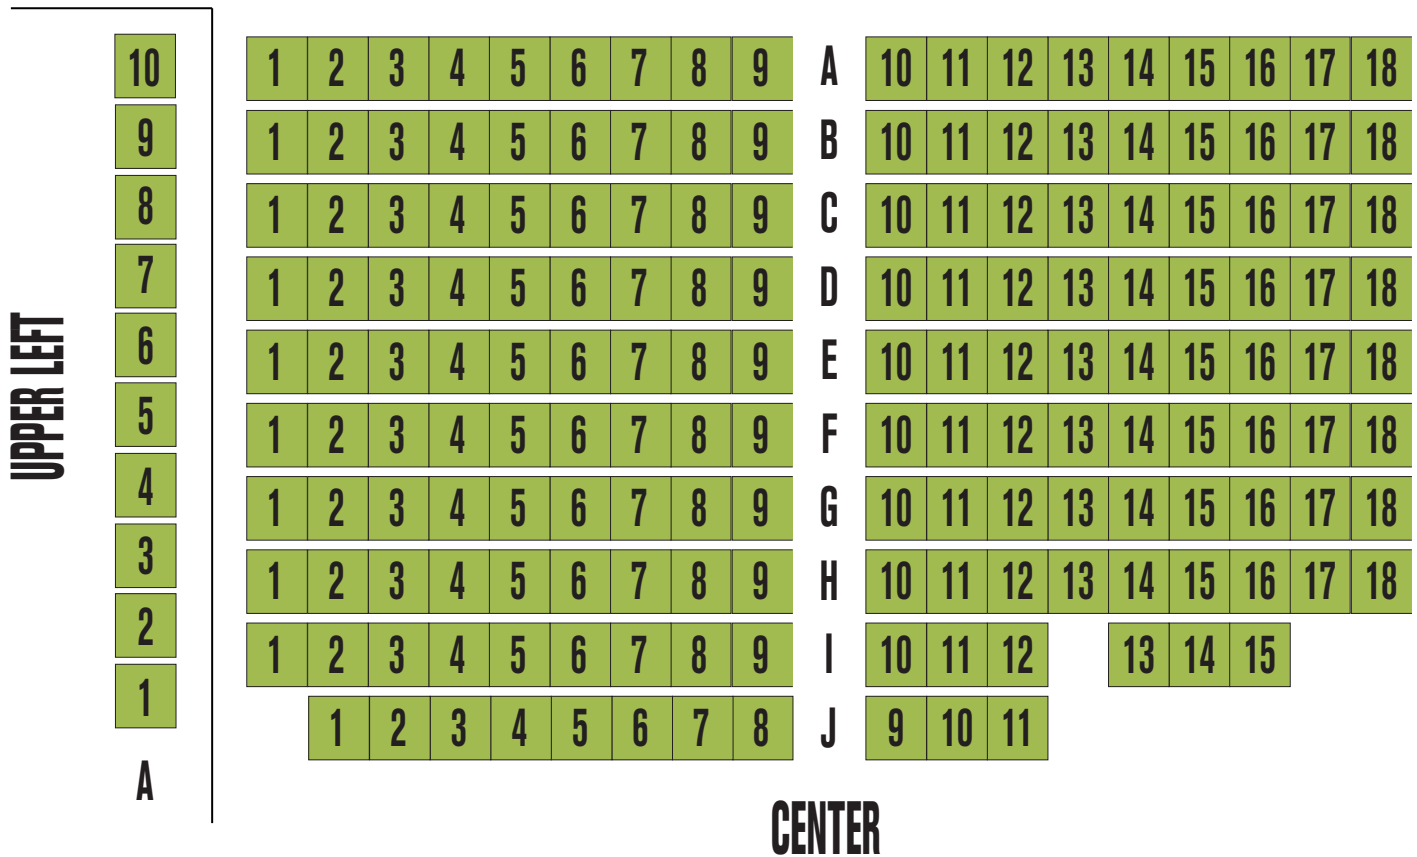 UPPER LEFT
10
9
8
7
6
5
4
3
2
1
A
1 2 3 4 5 6 7 8 9 A 10 11 12 13 14 15 16 17 18
1 2 3 4 5 6 7 8 9 B 10 11 12 13 14 15 16 17 18
1 2 3 4 5 6 7 8 9 C 10 11 12 13 14 15 16 17 18
1 2 3 4 5 6 7 8 9 D 10 11 12 13 14 15 16 17 18
1 2 3 4 5 6 7 8 9 E 10 11 12 13 14 15 16 17 18
1 2 3 4 5 6 7 8 9 F 10 11 12 13 14 15 16 17 18
1 2 3 4 5 6 7 8 9 G 10 11 12 13 14 15 16 17 18
1 2 3 4 5 6 7 8 9 H 10 11 12 13 14 15 16 17 18
1 2 3 4 5 6 7 8 9 I 10 11 12 13 14 15
1 2 3 4 5 6 7 8 J 9 10 11
CENTER